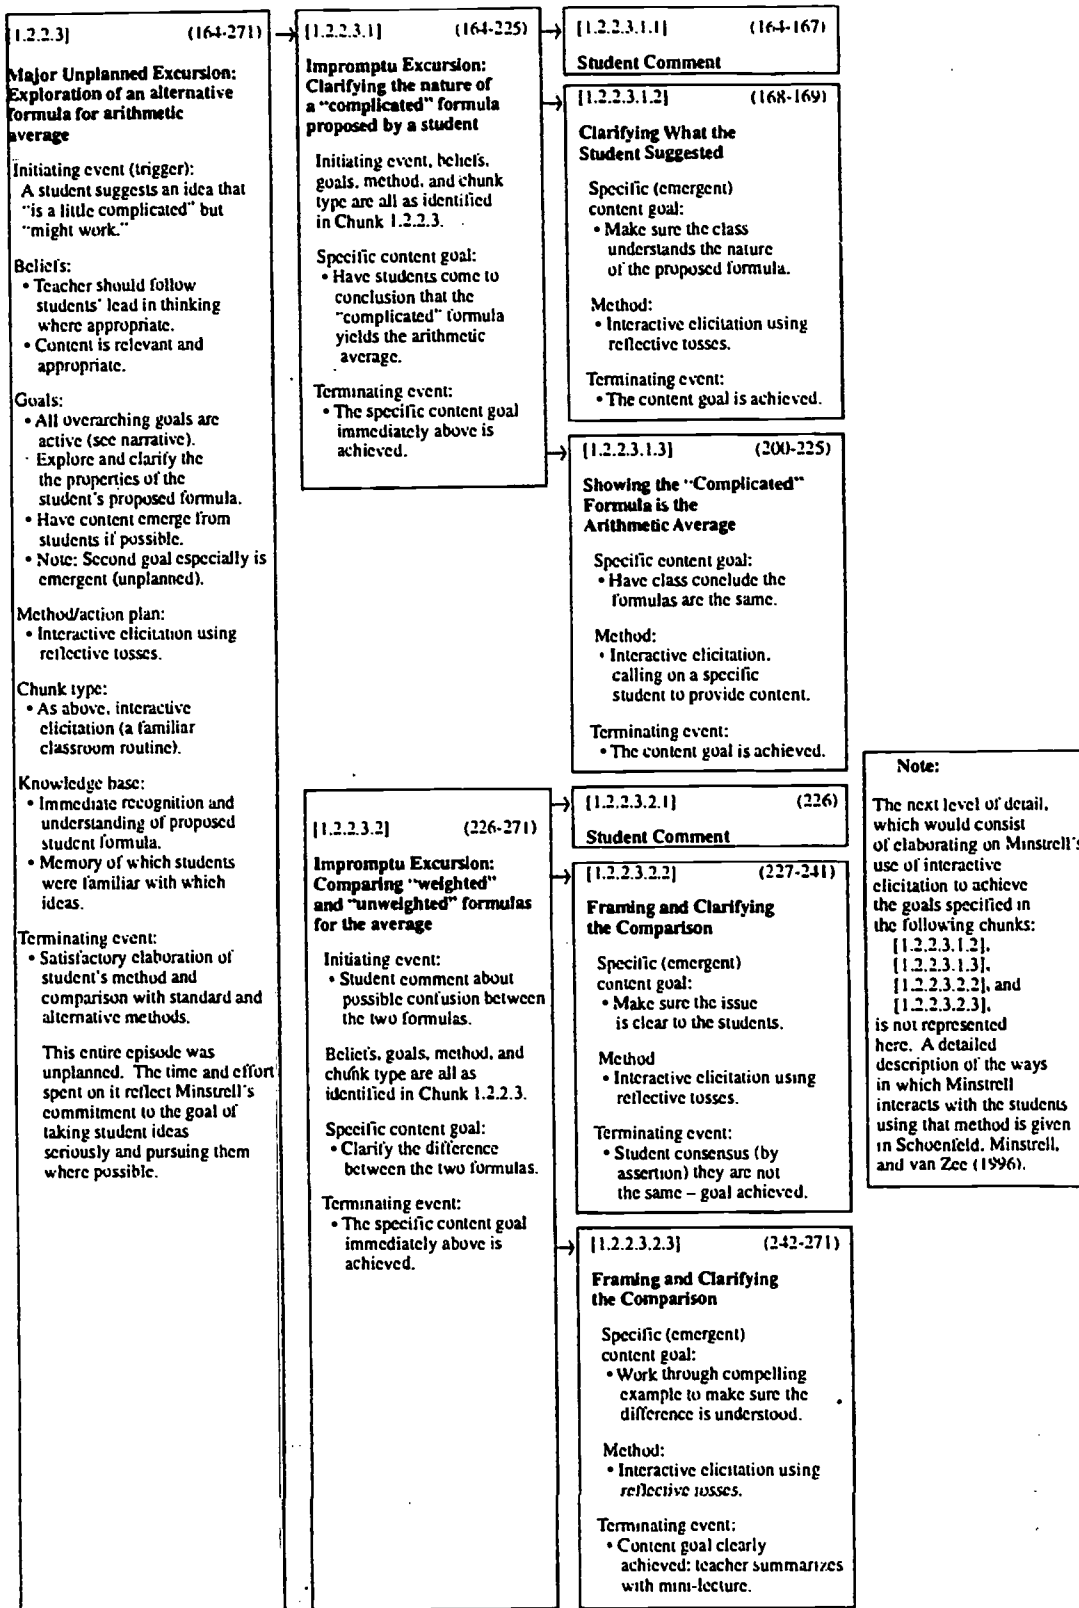 [1.2.2.3] (164-271)
Major Unplanned Excursion:
Exploration of an alternative
formula for arithmetic
average
Initiating event (trigger):
A student suggests an idea that
"is a little complicated" but
"might work."
Beliefs:
• Teacher should follow
students' lead in thinking
where appropriate.
• Content is relevant and
appropriate.
Goals:
• All overarching goals are
active (see narrative).
· Explore and clarify the
the properties of the
student's proposed formula.
• Have content emerge from
students if possible.
• Note: Second goal especially is
emergent (unplanned).
Method/action plan:
• Interactive elicitation using
reflective tosses.
Chunk type:
• As above, interactive
elicitation (a familiar
classroom routine).
Knowledge base:
• Immediate recognition and
understanding of proposed
student formula.
• Memory of which students
were familiar with which
ideas.
Terminating event:
• Satisfactory elaboration of
student's method and
comparison with standard and
alternative methods.
This entire episode was
unplanned. The time and effort
spent on it reflect Minstrell's
commitment to the goal of
taking student ideas
seriously and pursuing them
where possible.
[1.2.2.3.1] (164-225)
Impromptu Excursion:
Clarifying the nature of
a "complicated" formula
proposed by a student
Initiating event, beliefs,
goals, method, and chunk
type are all as identified
in Chunk 1.2.2.3.
Specific content goal:
• Have students come to
conclusion that the
"complicated" formula
yields the arithmetic
average.
Terminating event:
• The specific content goal
immediately above is
achieved.
[1.2.2.3.1.1] (164-167)
Student Comment
[1.2.2.3.1.2] (168-169)
Clarifying What the
Student Suggested
Specific (emergent)
content goal:
• Make sure the class
understands the nature
of the proposed formula.
Method:
• Interactive elicitation using
reflective tosses.
Terminating event:
• The content goal is achieved.
[1.2.2.3.1.3] (200-225)
Showing the "Complicated"
Formula is the
Arithmetic Average
Specific content goal:
• Have class conclude the
formulas are the same.
Method:
• Interactive elicitation,
calling on a specific
student to provide content.
Terminating event:
• The content goal is achieved.
[1.2.2.3.2] (226-271)
Impromptu Excursion:
Comparing "weighted"
and "unweighted" formulas
for the average
Initiating event:
• Student comment about
possible confusion between
the two formulas.
Beliefs, goals, method, and
chunk type are all as
identified in Chunk 1.2.2.3.
Specific content goal:
• Clarify the difference
between the two formulas.
Terminating event:
• The specific content goal
immediately above is
achieved.
[1.2.2.3.2.1] (226)
Student Comment
[1.2.2.3.2.2] (227-241)
Framing and Clarifying
the Comparison
Specific (emergent)
content goal:
• Make sure the issue
is clear to the students.
Method
• Interactive elicitation using
reflective tosses.
Terminating event:
• Student consensus (by
assertion) they are not
the same – goal achieved.
[1.2.2.3.2.3] (242-271)
Framing and Clarifying
the Comparison
Specific (emergent)
content goal:
• Work through compelling
example to make sure the
difference is understood.
Method:
• Interactive elicitation using
reflective tosses.
Terminating event:
• Content goal clearly
achieved: teacher summarizes
with mini-lecture.
Note:
The next level of detail,
which would consist
of elaborating on Minstrell's
use of interactive
elicitation to achieve
the goals specified in
the following chunks:
[1.2.2.3.1.2],
[1.2.2.3.1.3],
[1.2.2.3.2.2], and
[1.2.2.3.2.3],
is not represented
here. A detailed
description of the ways
in which Minstrell
interacts with the students
using that method is given
in Schoenfeld, Minstrell,
and van Zee (1996).